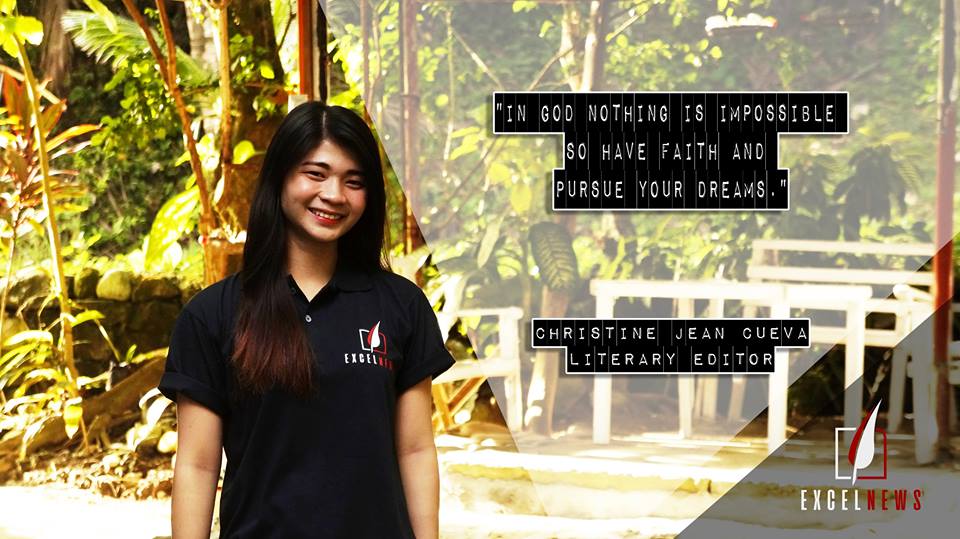 "IN GOD NOTHING IS IMPOSSIBLE
SO HAVE FAITH AND
PURSUE YOUR DREAMS."
CHRISTINE JEAN CUEVA
LITERARY EDITOR
EXCELNEWS
EXCELNEWS